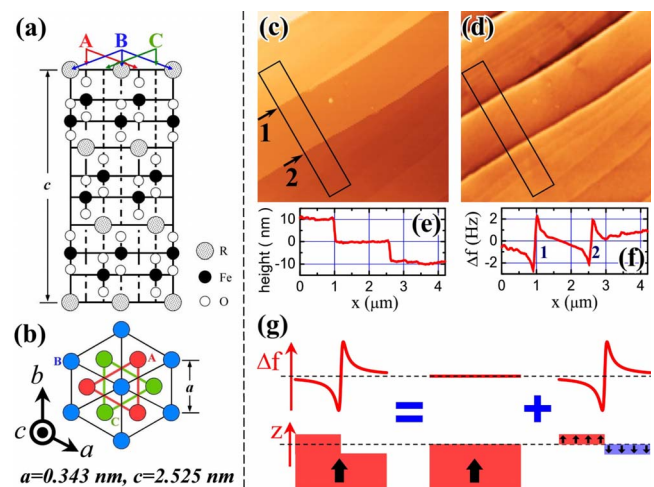 (a)
A B C
c
R
Fe
O
(b)
B
A
C
a
b
c
a
a=0.343 nm, c=2.525 nm
(c)
1
2
(d)
(e)
height ( nm)
10
0
-10
0 1 2 3 4
x (μm)
(f)
Δf (Hz)
2
0
-2
1
2
0 1 2 3 4
x (μm)
(g)
Δf
=
+
z